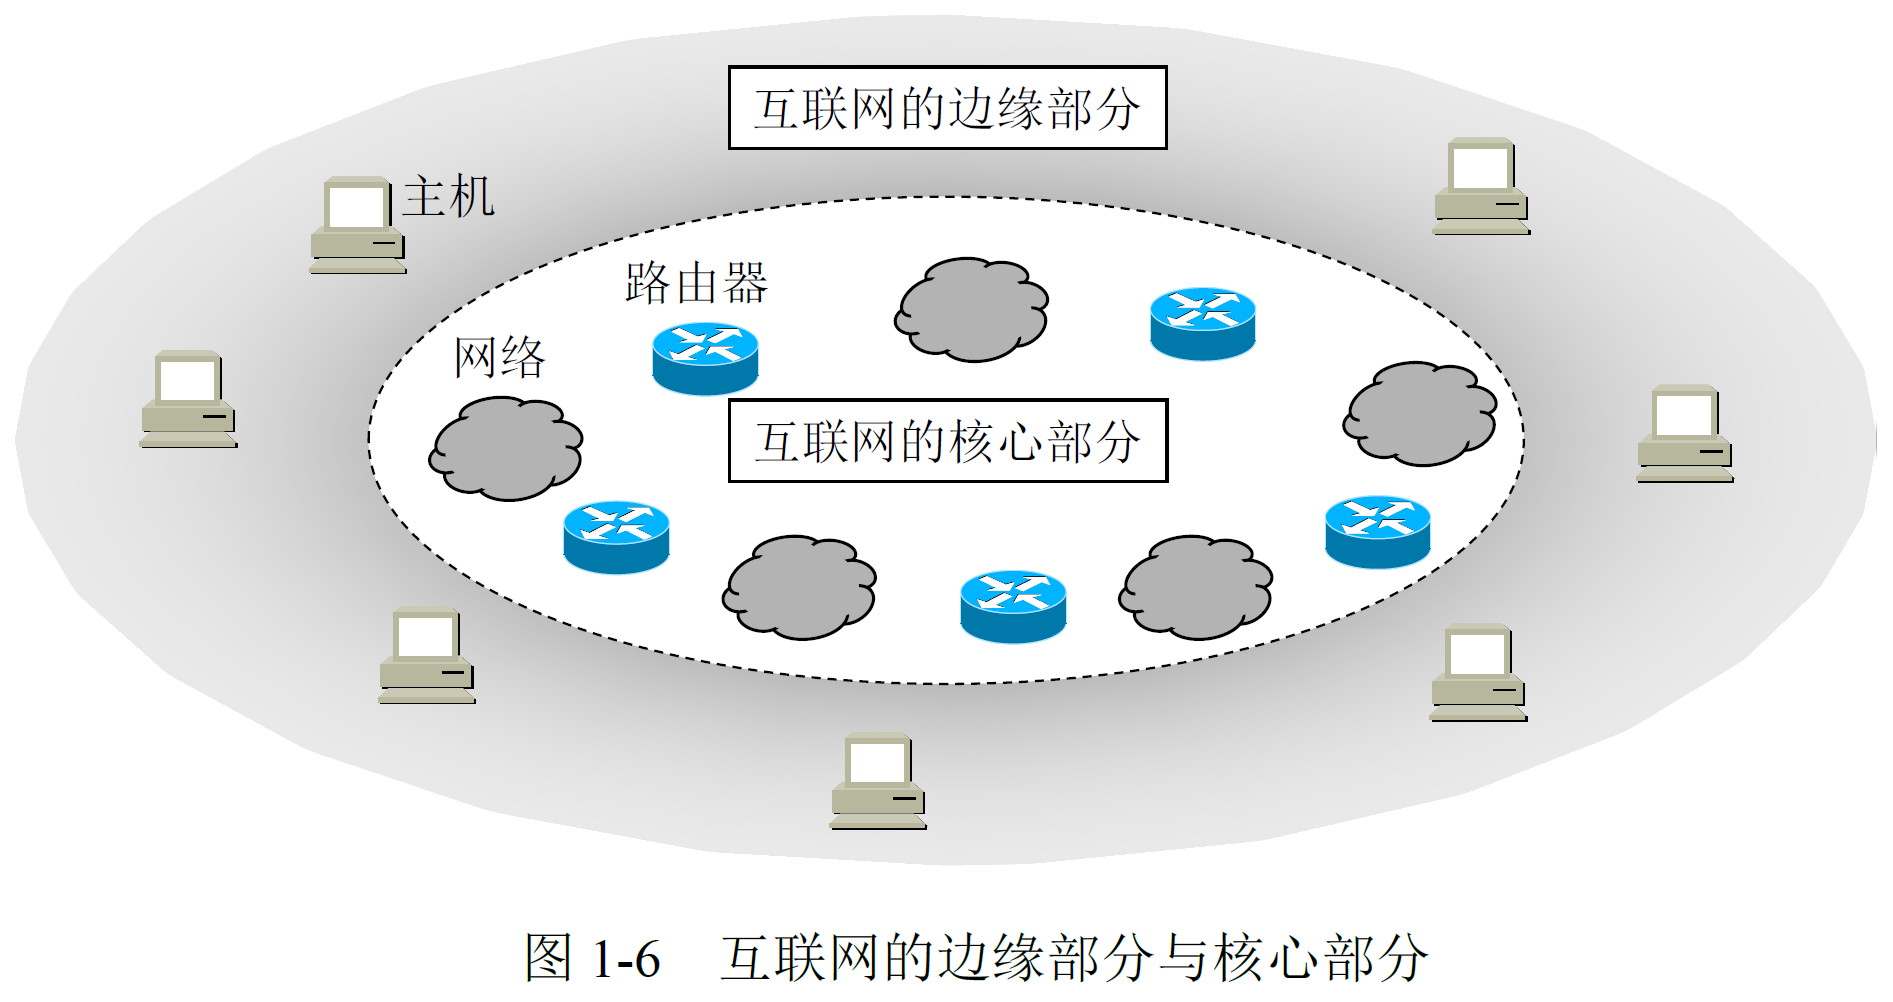 互联网的边缘部分
主机
路由器
网络
互联网的核心部分
图 1-6 互联网的边缘部分与核心部分